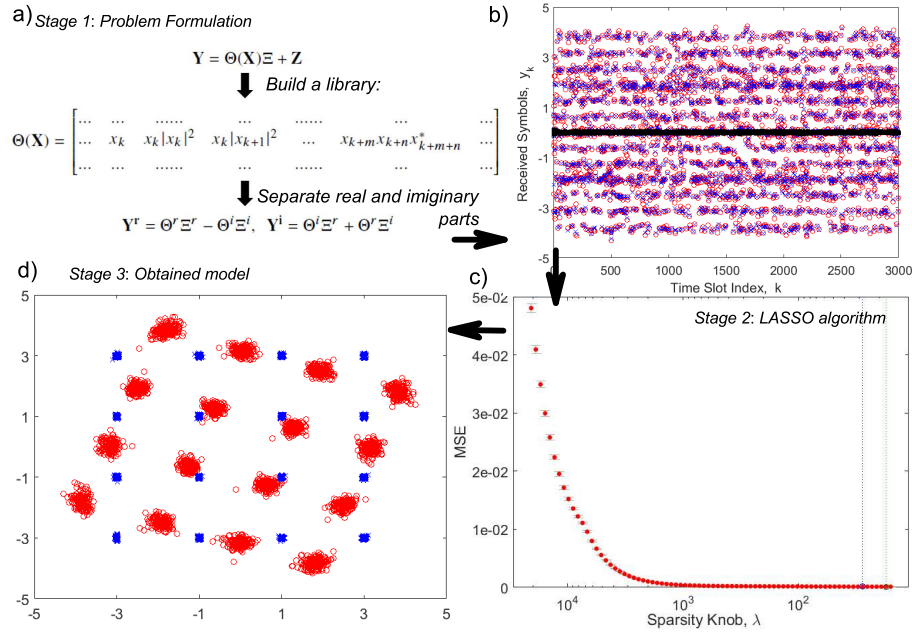 a) Stage 1: Problem Formulation
Y = Θ(X)Ξ + Z
Build a library:
... ... ...... ... ...... ... ...
Θ(X) = [... x_k x_k|x_k|^2 x_k|x_{k+1}|^2 ... x_{k+m}x_{k+n}x^*_{k+m+n} ...]
... ... ...... ... ...... ...... ...
Separate real and imiginary
parts
Y^r = Θ^rΞ^r − Θ^iΞ^i, Y^i = Θ^iΞ^r + Θ^rΞ^i
b)
Received Symbols, y_k
5
3
1
-1
-3
-5
500 1000 1500 2000 2500 3000
Time Slot Index, k
d) Stage 3: Obtained model
5
3
1
-1
-3
-5
-5 -3 -1 1 3 5
c)
Stage 2: LASSO algorithm
MSE
5e-02
4e-02
3e-02
2e-02
1e-02
0
10^4 10^3 10^2
Sparsity Knob, λ